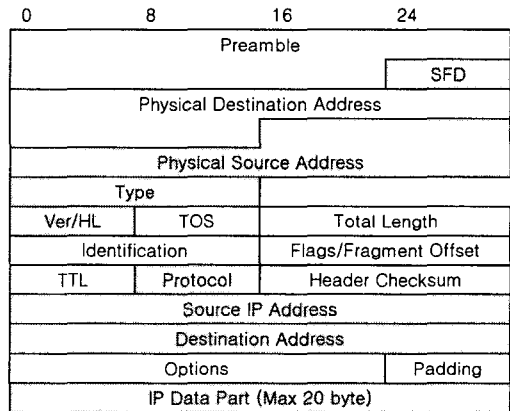 0 8 16 24
Preamble
SFD
Physical Destination Address
Physical Source Address
Type
Ver/HL TOS Total Length
Identification Flags/Fragment Offset
TTL Protocol Header Checksum
Source IP Address
Destination Address
Options Padding
IP Data Part (Max 20 byte)